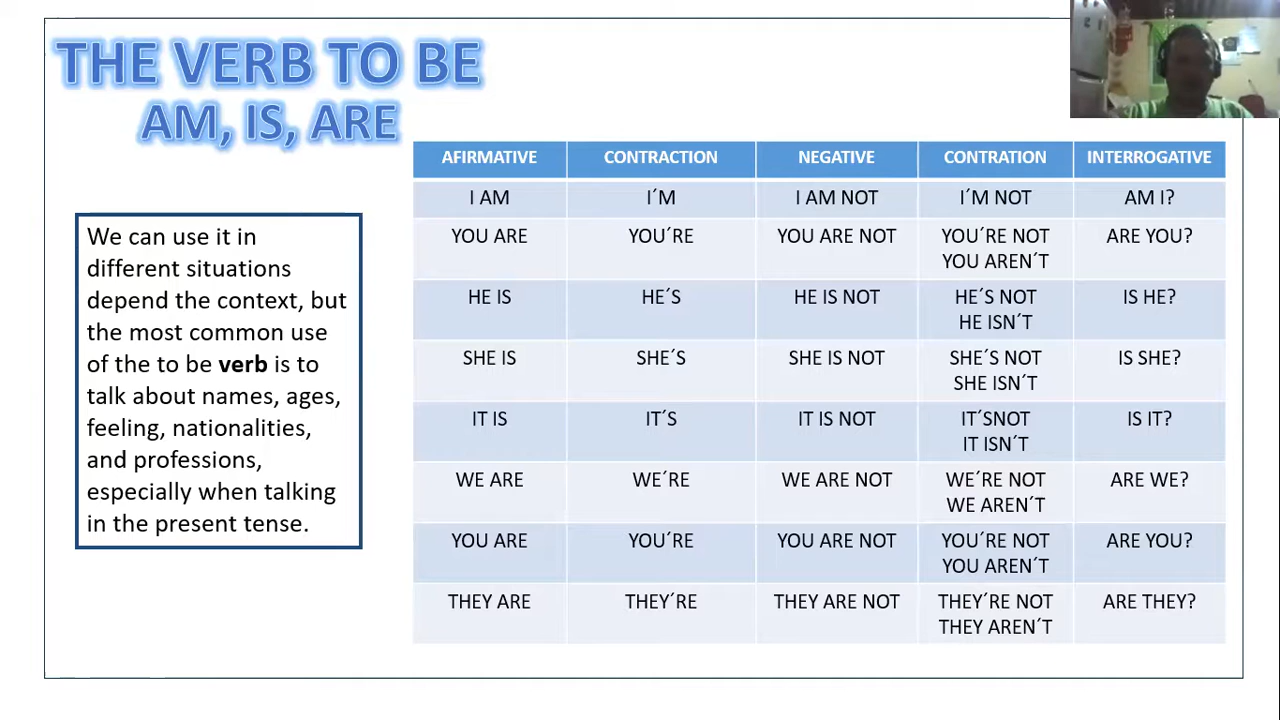 THE VERB TO BE
AM, IS, ARE
We can use it in
different situations
depend the context, but
the most common use
of the to be verb is to
talk about names, ages,
feeling, nationalities,
and professions,
especially when talking
in the present tense.
AFIRMATIVE CONTRACTION NEGATIVE CONTRATION INTERROGATIVE
I AM I´M I AM NOT I´M NOT AM I?
YOU ARE YOU´RE YOU ARE NOT YOU´RE NOT ARE YOU?
YOU AREN´T
HE IS HE´S HE IS NOT HE´S NOT IS HE?
HE ISN´T
SHE IS SHE´S SHE IS NOT SHE´S NOT IS SHE?
SHE ISN´T
IT IS IT´S IT IS NOT IT´SNOT IS IT?
IT ISN´T
WE ARE WE´RE WE ARE NOT WE´RE NOT ARE WE?
WE AREN´T
YOU ARE YOU´RE YOU ARE NOT YOU´RE NOT ARE YOU?
YOU AREN´T
THEY ARE THEY´RE THEY ARE NOT THEY´RE NOT ARE THEY?
THEY AREN´T